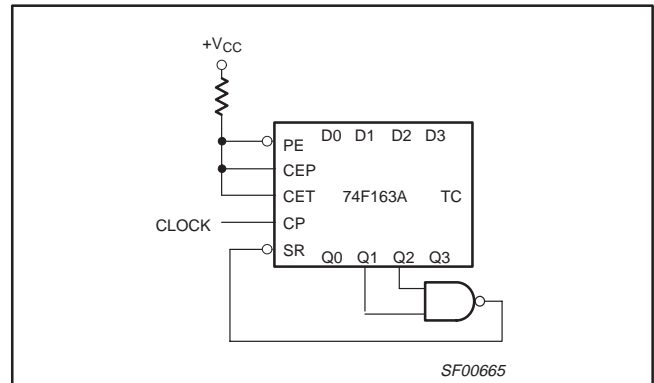 +VCC
D0 D1 D2 D3
PE
CEP
CET 74F163A TC
CLOCK CP
SR
Q0 Q1 Q2 Q3
SF00665